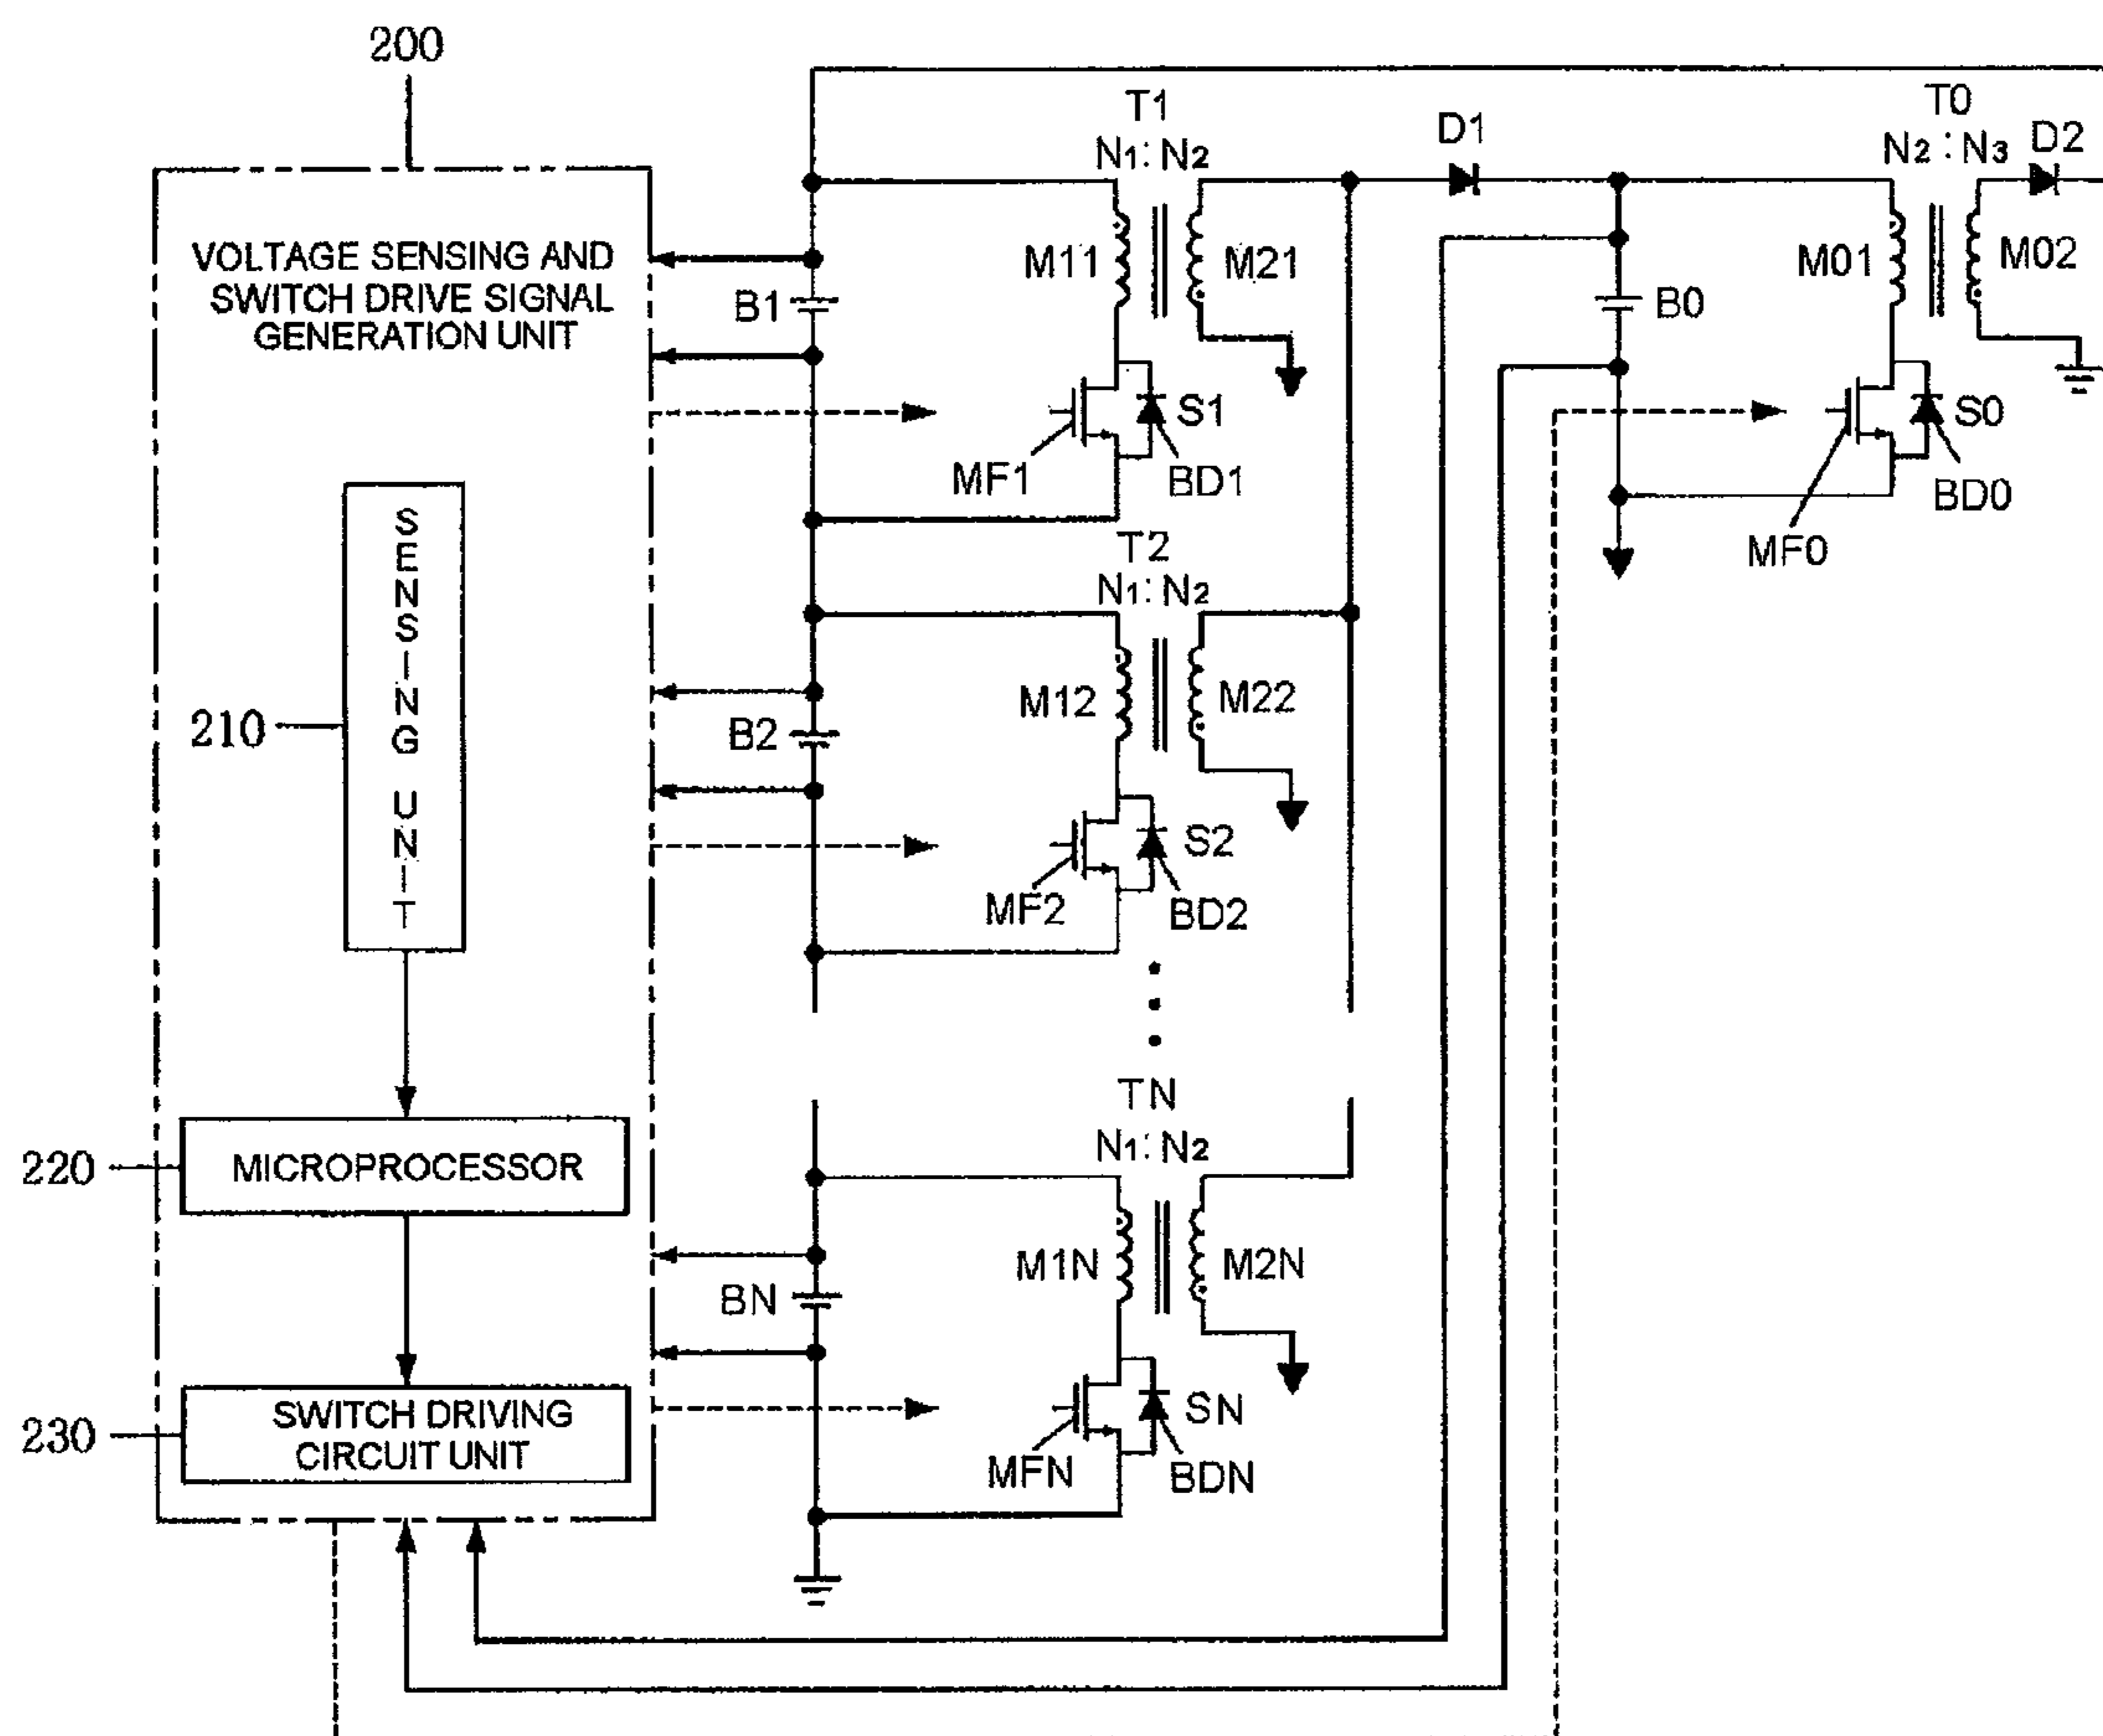 200
VOLTAGE SENSING AND
SWITCH DRIVE SIGNAL
GENERATION UNIT
SENSING UNIT
210
220
MICROPROCESSOR
230
SWITCH DRIVING
CIRCUIT UNIT
T1
N1:N2
B1
M11
M21
S1
MF1
BD1
D1
T0
N2:N3
D2
B0
M01
M02
S0
BD0
MF0
T2
N1:N2
B2
M12
M22
S2
MF2
BD2
TN
N1:N2
BN
M1N
M2N
SN
MFN
BDN